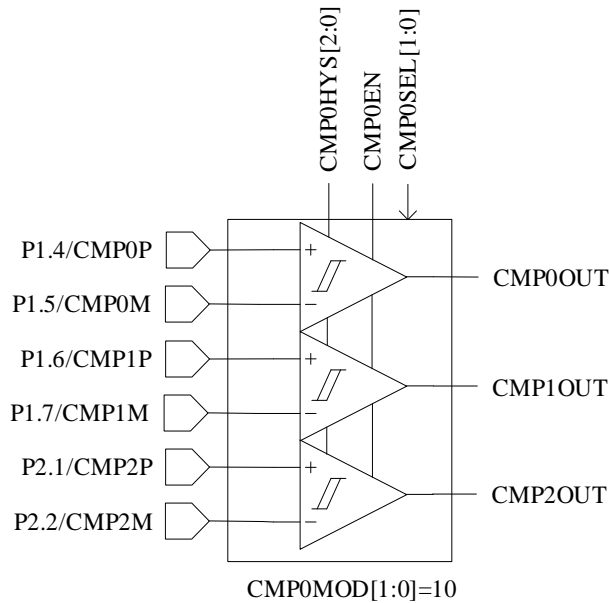 CMP0HYS[2:0]
CMP0EN
CMP0SEL[1:0]
P1.4/CMP0P
+
CMP0OUT
P1.5/CMP0M
−
P1.6/CMP1P
+
CMP1OUT
P1.7/CMP1M
−
P2.1/CMP2P
+
CMP2OUT
P2.2/CMP2M
−
CMP0MOD[1:0]=10